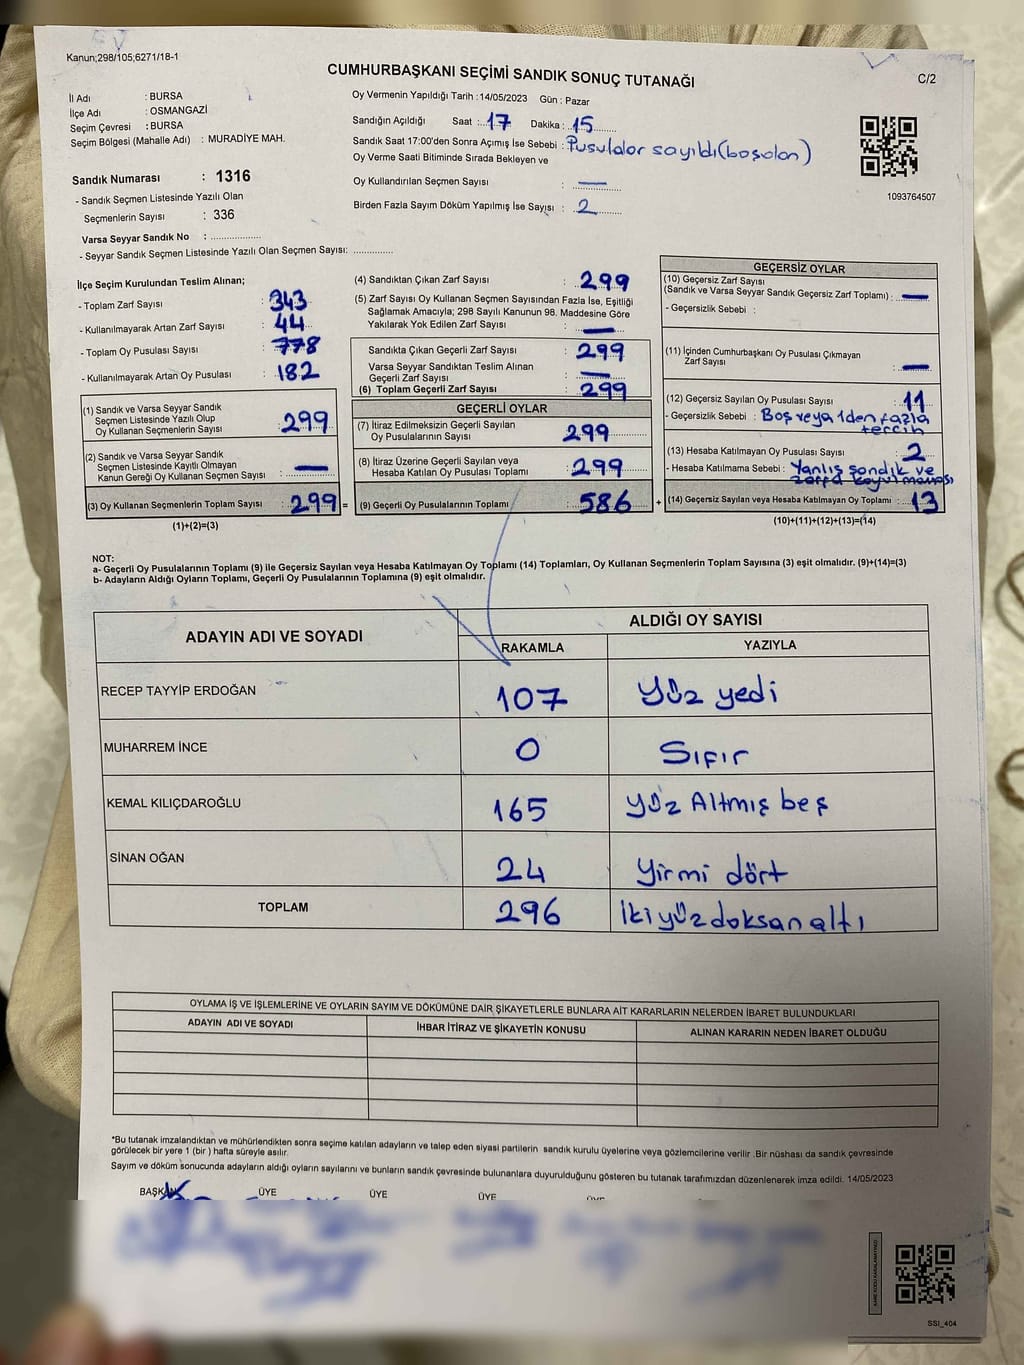 Kanun;298/105,6271/18-1
CUMHURBAŞKANI SEÇİMİ SANDIK SONUÇ TUTANAĞI
C/2
İl Adı : BURSA
İlçe Adı : OSMANGAZİ
Seçim Çevresi : BURSA
Seçim Bölgesi (Mahalle Adı) : MURADİYE MAH.
Sandık Numarası : 1316
- Sandık Seçmen Listesinde Yazılı Olan
Seçmenlerin Sayısı : 336
Varsa Seyyar Sandık No : ..................
- Seyyar Sandık Seçmen Listesinde Yazılı Olan Seçmen Sayısı: ..............
Oy Vermenin Yapıldığı Tarih : 14/05/2023 Gün : Pazar
Sandığın Açıldığı Saat : 17 Dakika : 15
Sandık Saat 17:00'den Sonra Açımış İse Sebebi : Pusulalar sayıldı(boşolan)
Oy Verme Saati Bitiminde Sırada Bekleyen ve
Oy Kullandırılan Seçmen Sayısı : —
Birden Fazla Sayım Döküm Yapılmış İse Sayısı : 2
1093764507
İlçe Seçim Kurulundan Teslim Alınan;
- Toplam Zarf Sayısı : 343
- Kullanılmayarak Artan Zarf Sayısı : 44
- Toplam Oy Pusulası Sayısı : 778
- Kullanılmayarak Artan Oy Pusulası : 182
(1) Sandık ve Varsa Seyyar Sandık
Seçmen Listesinde Yazılı Olup
Oy Kullanan Seçmenlerin Sayısı : 299
(2) Varsa Sandık ve Seyyar Sandık
Seçmen Listesinde Kayıtlı Olmayan
Kanun Gereği Oy Kullanan Seçmen Sayısı : —
(3) Oy Kullanan Seçmenlerin Toplam Sayısı : 299 =
(1)+(2)=(3)
(4) Sandıktan Çıkan Zarf Sayısı : 299
(5) Zarf Sayısı Oy Kullanan Seçmen Sayısından Fazla İse, Eşitliği
Sağlamak Amacıyla; 298 Sayılı Kanunun 98. Maddesine Göre
Yakılarak Yok Edilen Zarf Sayısı : —
Sandıkta Çıkan Geçerli Zarf Sayısı : 299
Varsa Seyyar Sandıktan Teslim Alınan
Geçerli Zarf Sayısı : —
(6) Toplam Geçerli Zarf Sayısı : 299
GEÇERLİ OYLAR
(7) İtiraz Edilmeksizin Geçerli Sayılan
Oy Pusulalarının Sayısı : 299
(8) İtiraz Üzerine Geçerli Sayılan veya
Hesaba Katılan Oy Pusulası Toplamı : 299
(9) Geçerli Oy Pusulalarının Toplamı : 586 +
GEÇERSİZ OYLAR
(10) Geçersiz Zarf Sayısı
(Sandık ve Varsa Seyyar Sandık Geçersiz Zarf Toplamı) : —
- Geçersizlik Sebebi :
(11) İçinden Cumhurbaşkanı Oy Pusulası Çıkmayan
Zarf Sayısı : —
(12) Geçersiz Sayılan Oy Pusulası Sayısı : 11
- Geçersizlik Sebebi : Boş veya 1den fazla
tercih
(13) Hesaba Katılmayan Oy Pusulası Sayısı : 2
- Hesaba Katılmama Sebebi : Yanlış sandık ve
zarfa koyulmaması
(14) Geçersiz Sayılan veya Hesaba Katılmayan Oy Toplamı : 13
(10)+(11)+(12)+(13)=(14)
NOT:
a- Geçerli Oy Pusulalarının Toplamı (9) ile Geçersiz Sayılan veya Hesaba Katılmayan Oy Toplamı (14) Toplamları, Oy Kullanan Seçmenlerin Toplam Sayısına (3) eşit olmalıdır. (9)+(14)=(3)
b- Adayların Aldığı Oyların Toplamı, Geçerli Oy Pusulalarının Toplamına (9) eşit olmalıdır.
ADAYIN ADI VE SOYADI ALDIĞI OY SAYISI
RAKAMLA YAZIYLA
RECEP TAYYİP ERDOĞAN 107 Yüz yedi
MUHARREM İNCE 0 Sıfır
KEMAL KILIÇDAROĞLU 165 Yüz Altmış beş
SİNAN OĞAN 24 Yirmi dört
TOPLAM 296 İki yüz doksan altı
OYLAMA İŞ VE İŞLEMLERİNE VE OYLARIN SAYIM VE DÖKÜMÜNE DAİR ŞİKAYETLERLE BUNLARA AİT KARARLARIN NELERDEN İBARET BULUNDUKLARI
ADAYIN ADI VE SOYADI İHBAR İTİRAZ VE ŞİKAYETİN KONUSU ALINAN KARARIN NEDEN İBARET OLDUĞU
*Bu tutanak imzalandıktan ve mühürlendikten sonra seçime katılan adayların ve talep eden siyasi partilerin sandık kurulu üyelerine veya gözlemcilerine verilir .Bir nüshası da sandık çevresinde
görülecek bir yere 1 (bir ) hafta süreyle asılır.
Sayım ve döküm sonucunda adayların aldığı oyların sayılarını ve bunların sandık çevresinde bulunanlara duyurulduğunu gösteren bu tutanak tarafımızdan düzenlenerek imza edildi. 14/05/2023
BAŞKAN ÜYE ÜYE ÜYE ÜYE
SSI_404